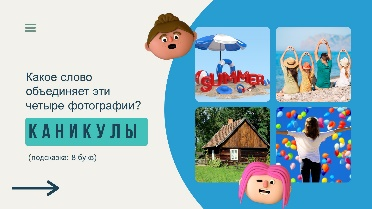 Какое слово
объединяет эти
четыре фотографии?
КАНИКУЛЫ
(подсказка: 8 букв)
SUMMER